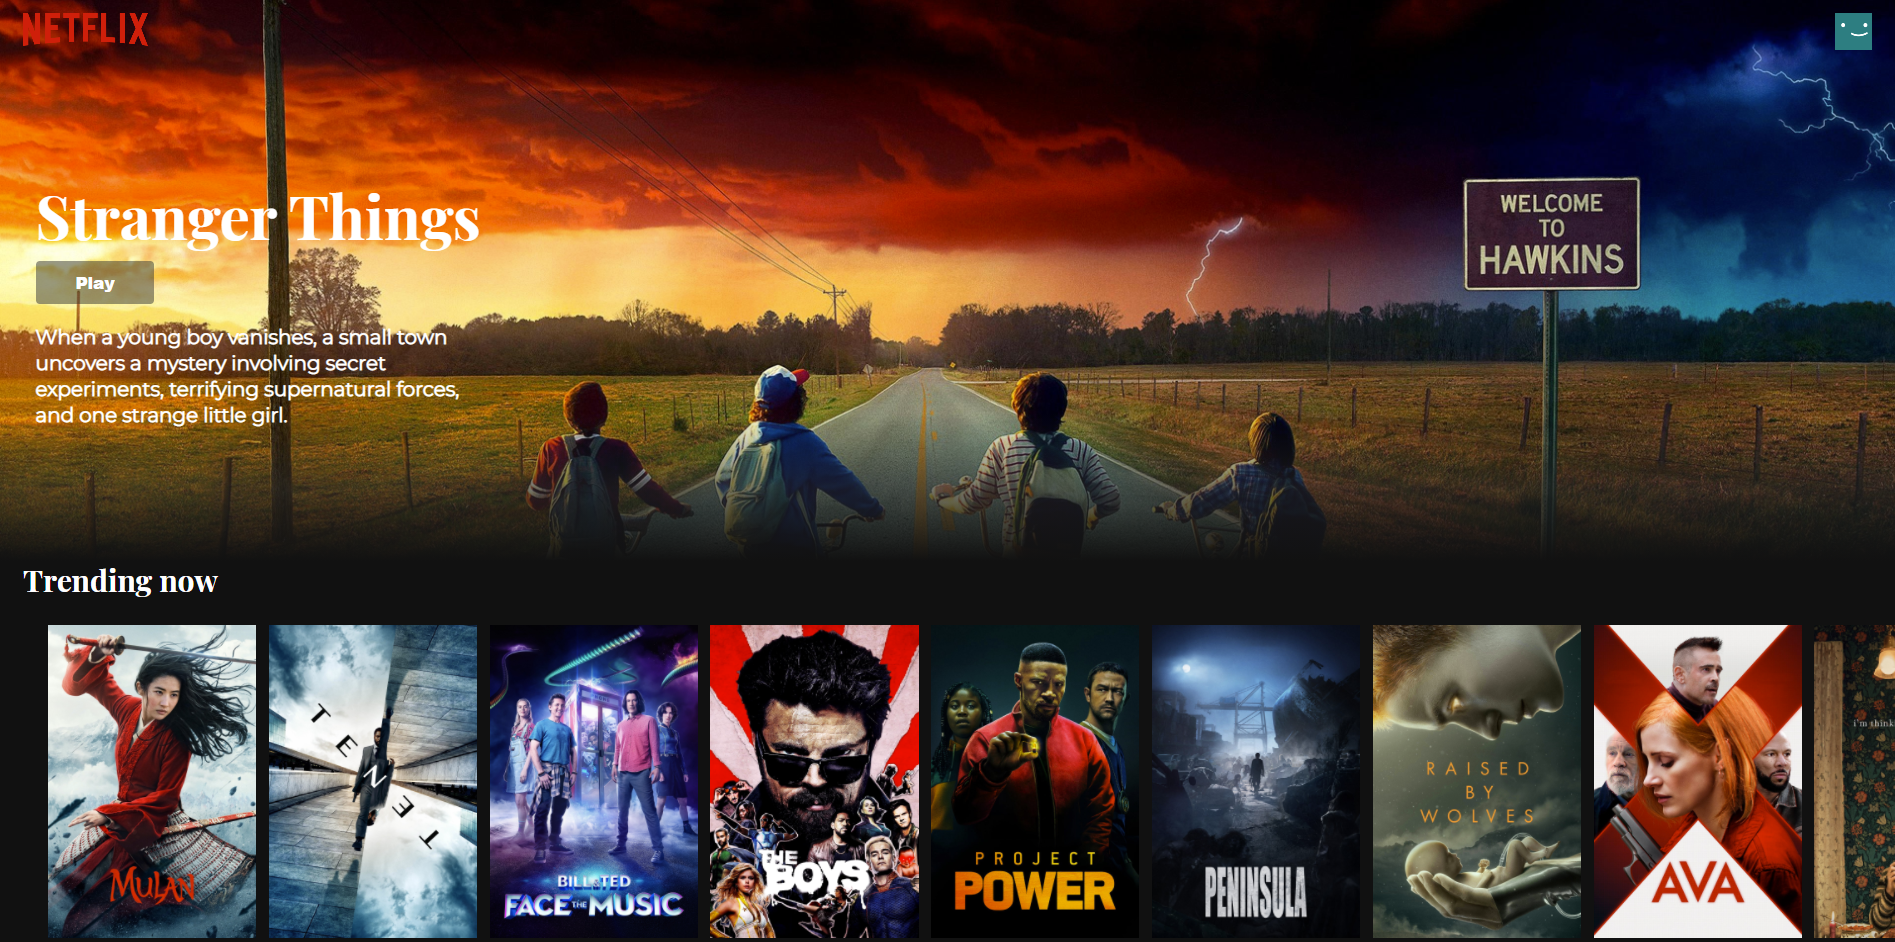 NETFLIX
WELCOME
TO
HAWKINS
Stranger Things
Play
When a young boy vanishes, a small town
uncovers a mystery involving secret
experiments, terrifying supernatural forces,
and one strange little girl.
Trending now
MULAN
TENET
BILL & TED
FACE THE MUSIC
THE
BOYS
PROJECT
POWER
PENINSULA
RAISED
BY
WOLVES
AVA
i'm think